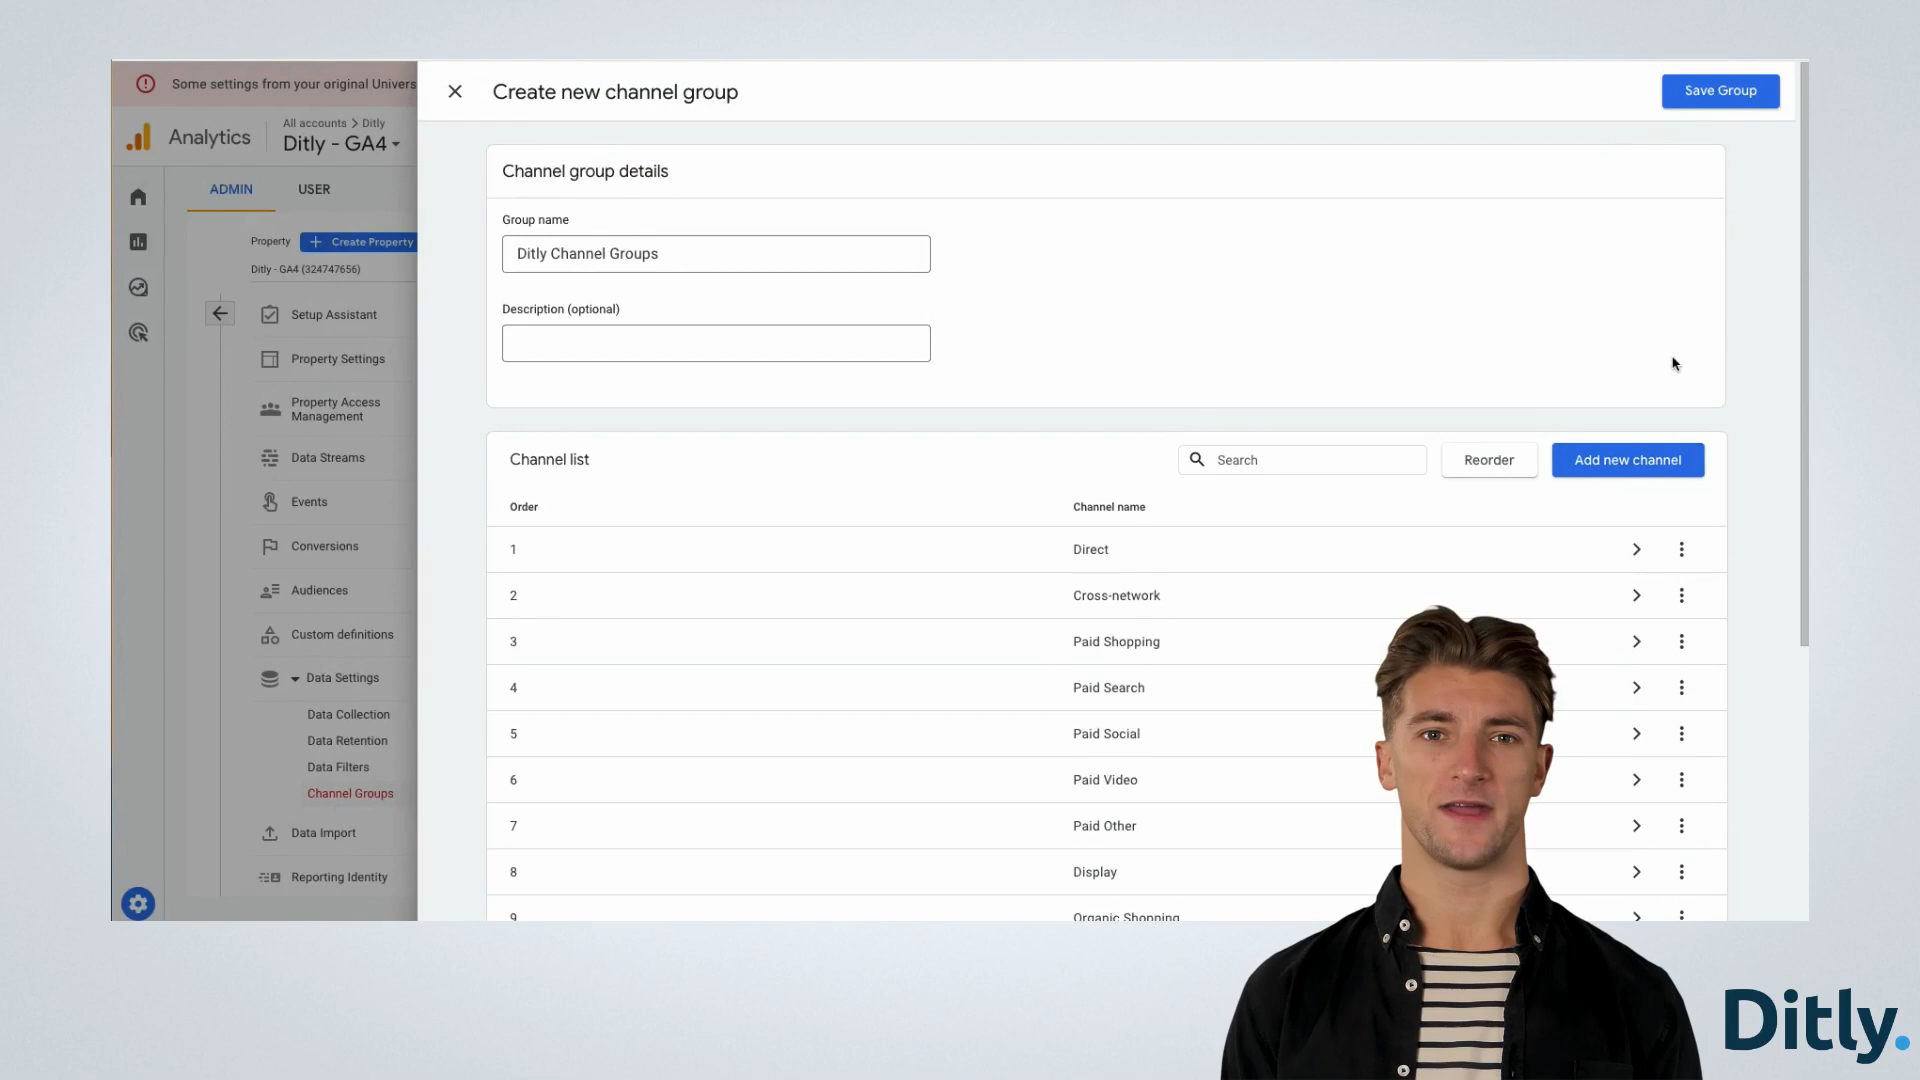 Some settings from your original Univers
Analytics
All accounts > Ditly
Ditly - GA4
ADMIN
USER
Property
Create Property
Ditly - GA4 (324747656)
Setup Assistant
Property Settings
Property Access
Management
Data Streams
Events
Conversions
Audiences
Custom definitions
Data Settings
Data Collection
Data Retention
Data Filters
Channel Groups
Data Import
Reporting Identity
Create new channel group
Save Group
Channel group details
Group name
Ditly Channel Groups
Description (optional)
Channel list
Search
Reorder
Add new channel
Order
Channel name
1
Direct
2
Cross-network
3
Paid Shopping
4
Paid Search
5
Paid Social
6
Paid Video
7
Paid Other
8
Display
9
Organic Shopping
Ditly.